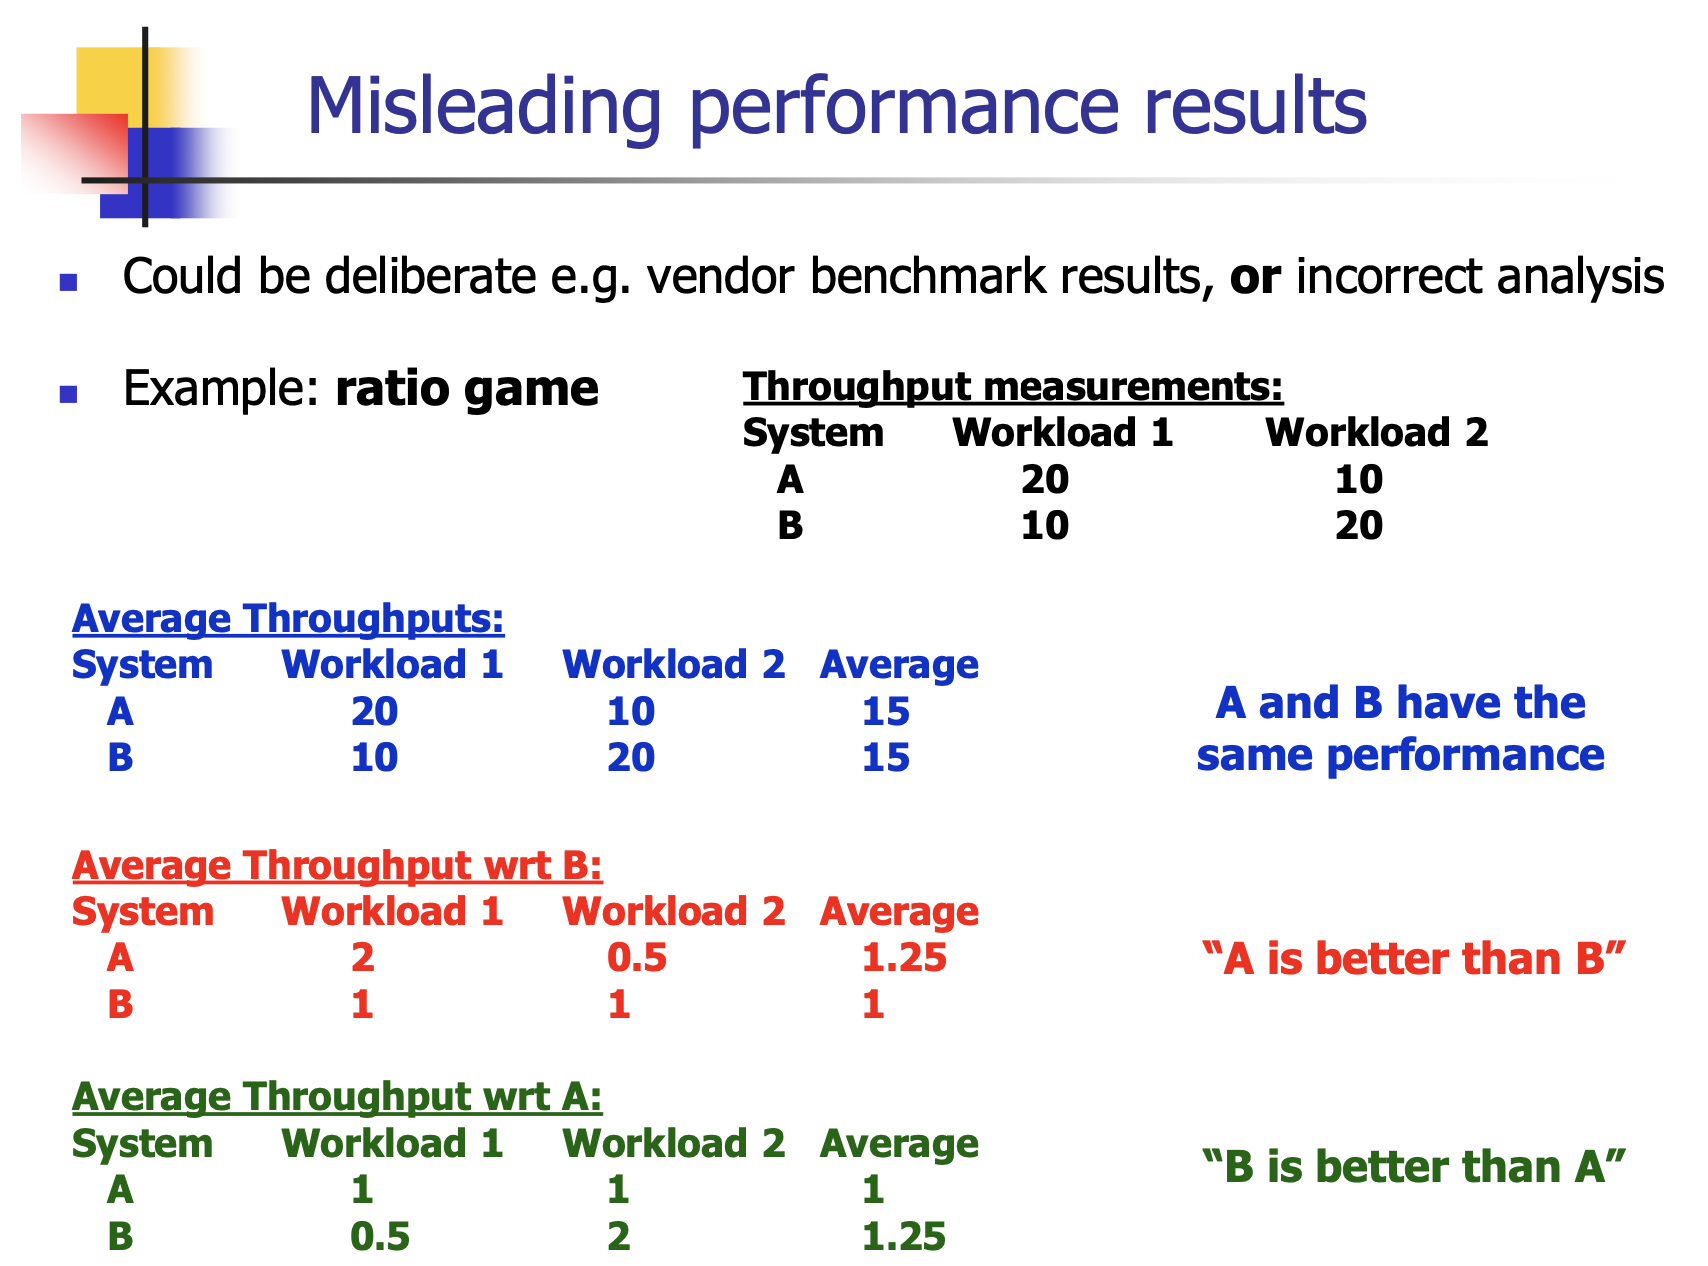 Misleading performance results
Could be deliberate e.g. vendor benchmark results, or incorrect analysis
Example: ratio game
Throughput measurements:
System Workload 1 Workload 2
A 20 10
B 10 20
Average Throughputs:
System Workload 1 Workload 2 Average
A 20 10 15
B 10 20 15
A and B have the
same performance
Average Throughput wrt B:
System Workload 1 Workload 2 Average
A 2 0.5 1.25
B 1 1 1
“A is better than B”
Average Throughput wrt A:
System Workload 1 Workload 2 Average
A 1 1 1
B 0.5 2 1.25
“B is better than A”